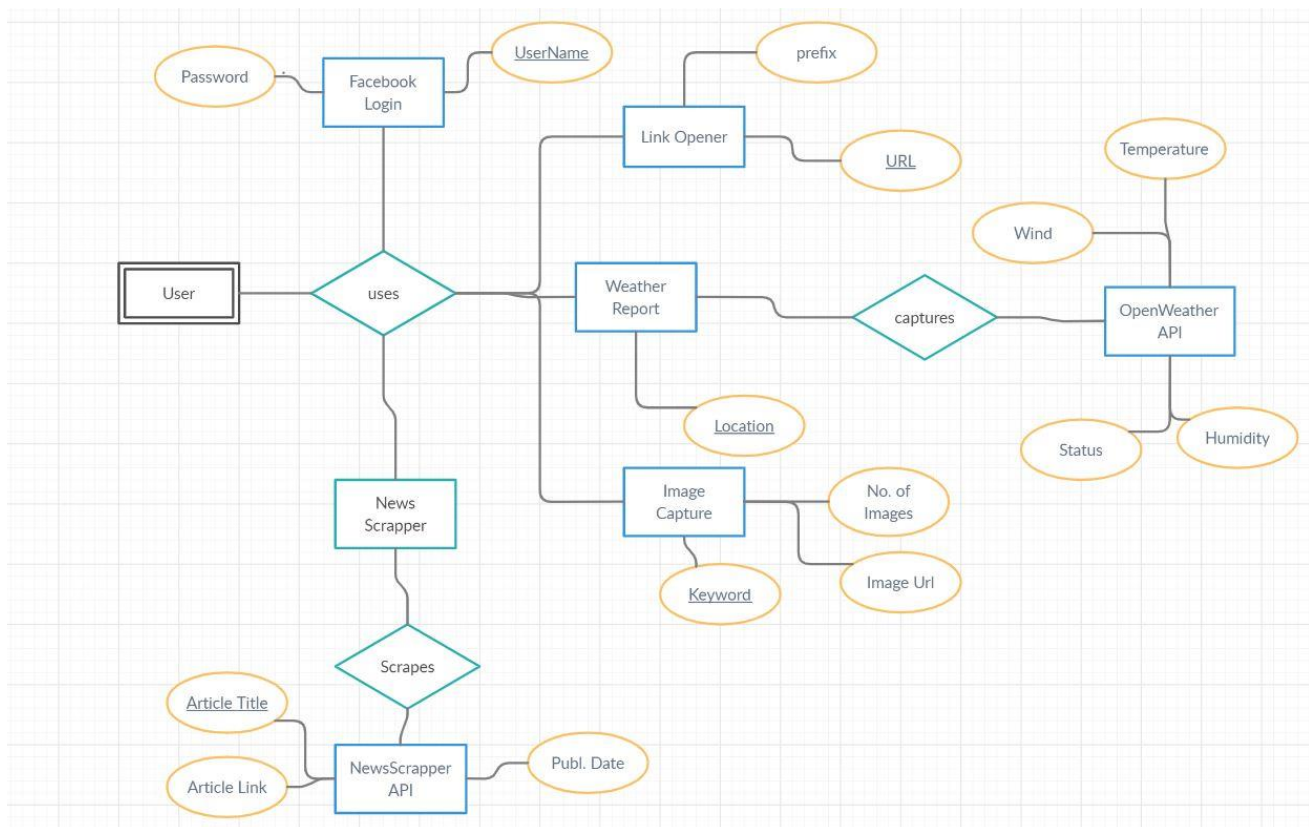 UserName
prefix
Password
Facebook
Login
Link Opener
URL
Temperature
Wind
User
uses
Weather
Report
captures
OpenWeather
API
Location
Status
Humidity
News
Scrapper
Image
Capture
No. of
Images
Image Url
Keyword
Scrapes
Article Title
NewsScrapper
API
Publ. Date
Article Link